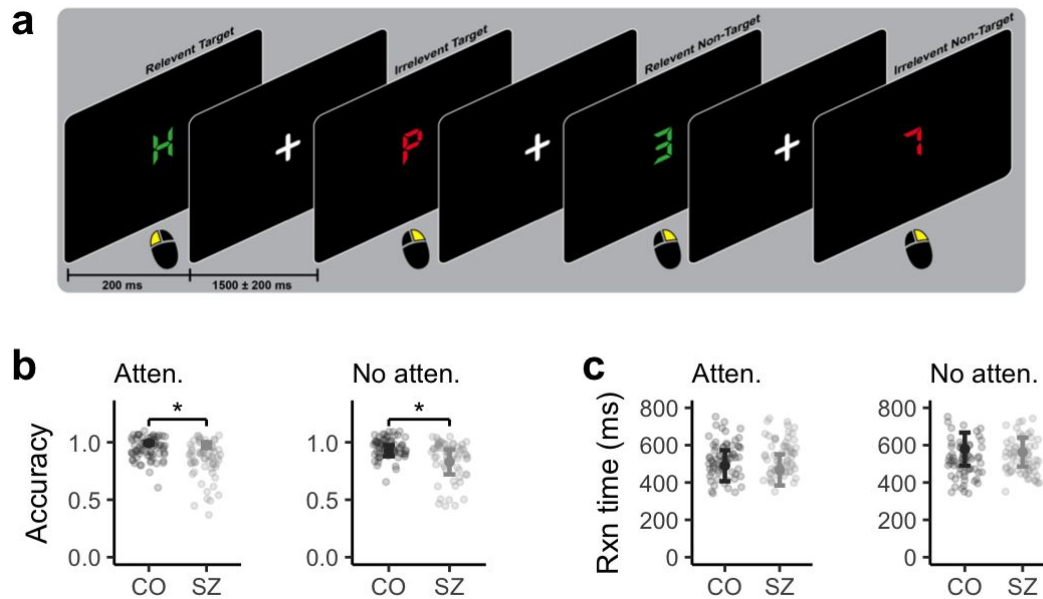 a
Relevent Target
Irrelevent Target
Relevent Non-Target
Irrelevent Non-Target
H
+
P
+
3
+
7
200 ms
1500 ± 200 ms
b
Atten.
No atten.
*
*
Accuracy
1.0
0.5
0.0
1.0
0.5
0.0
CO SZ
CO SZ
c
Atten.
No atten.
Rxn time (ms)
800
600
400
200
0
800
600
400
200
0
CO SZ
CO SZ